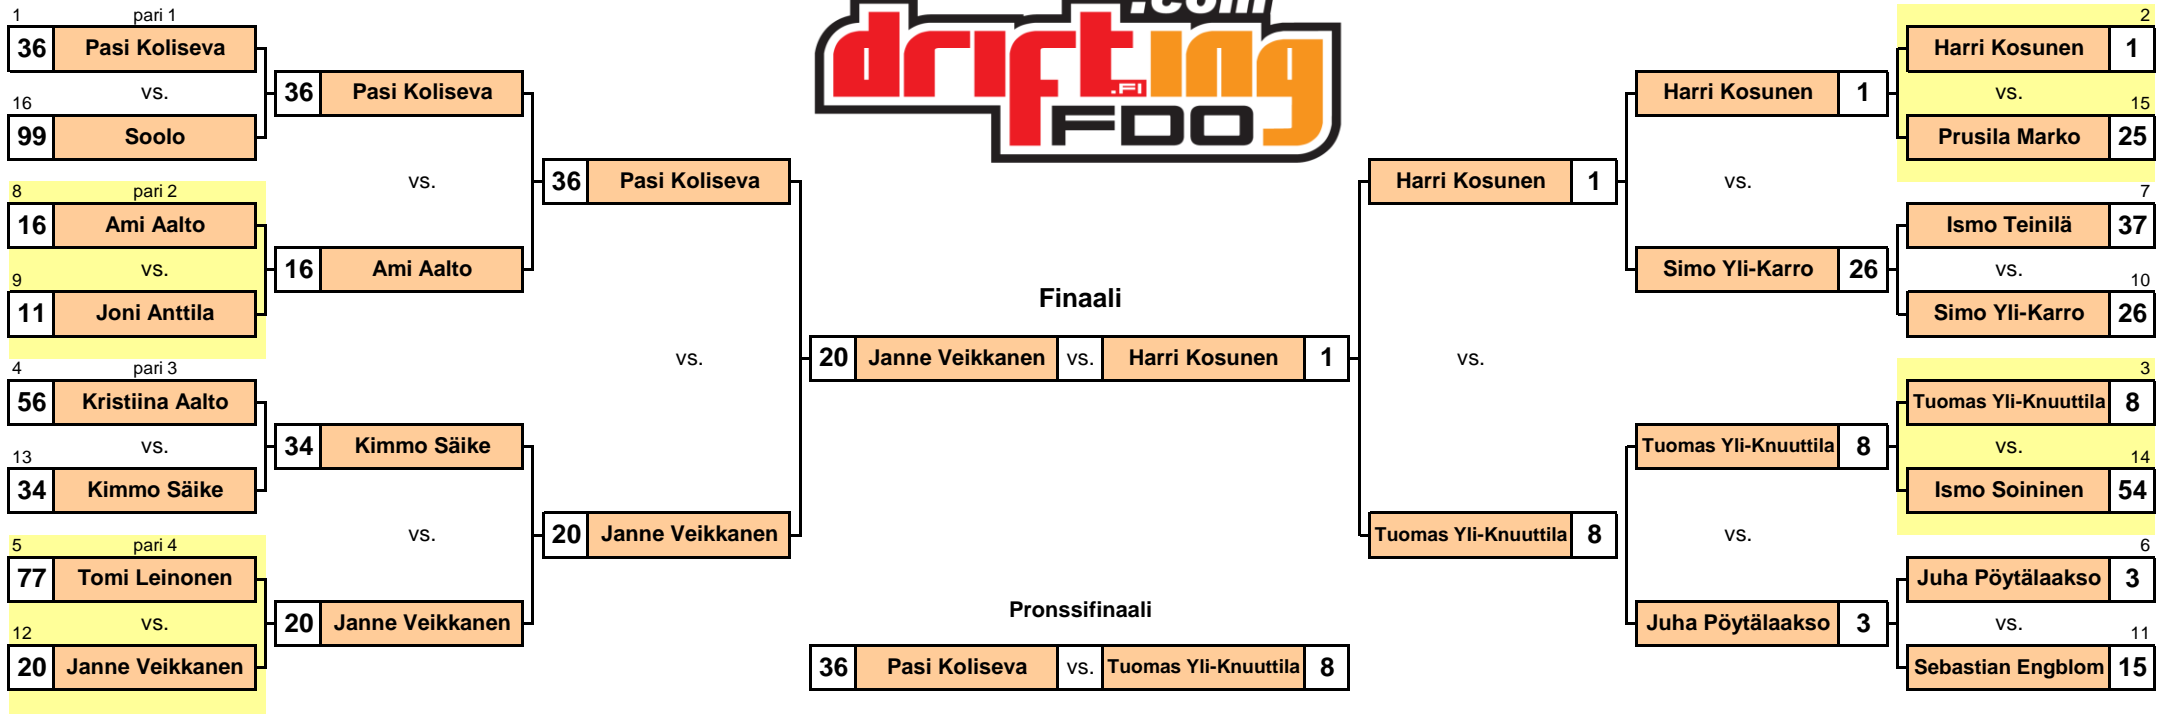 .com
drifting
.FI
FDO
1 pari 1
36 Pasi Koliseva
vs.
16
99 Soolo
8 pari 2
16 Ami Aalto
vs.
9
11 Joni Anttila
4 pari 3
56 Kristiina Aalto
vs.
13
34 Kimmo Säike
5 pari 4
77 Tomi Leinonen
vs.
12
20 Janne Veikkanen
36 Pasi Koliseva
vs.
16 Ami Aalto
34 Kimmo Säike
vs.
20 Janne Veikkanen
36 Pasi Koliseva
vs.
20 Janne Veikkanen
Finaali
20 Janne Veikkanen vs. Harri Kosunen 1
Pronssifinaali
36 Pasi Koliseva vs. Tuomas Yli-Knuuttila 8
Harri Kosunen 1
vs.
Tuomas Yli-Knuuttila 8
Harri Kosunen 1
vs.
Simo Yli-Karro 26
Tuomas Yli-Knuuttila 8
vs.
Juha Pöytälaakso 3
2
Harri Kosunen 1
vs.
15
Prusila Marko 25
7
Ismo Teinilä 37
vs.
10
Simo Yli-Karro 26
3
Tuomas Yli-Knuuttila 8
vs.
14
Ismo Soininen 54
6
Juha Pöytälaakso 3
vs.
11
Sebastian Engblom 15